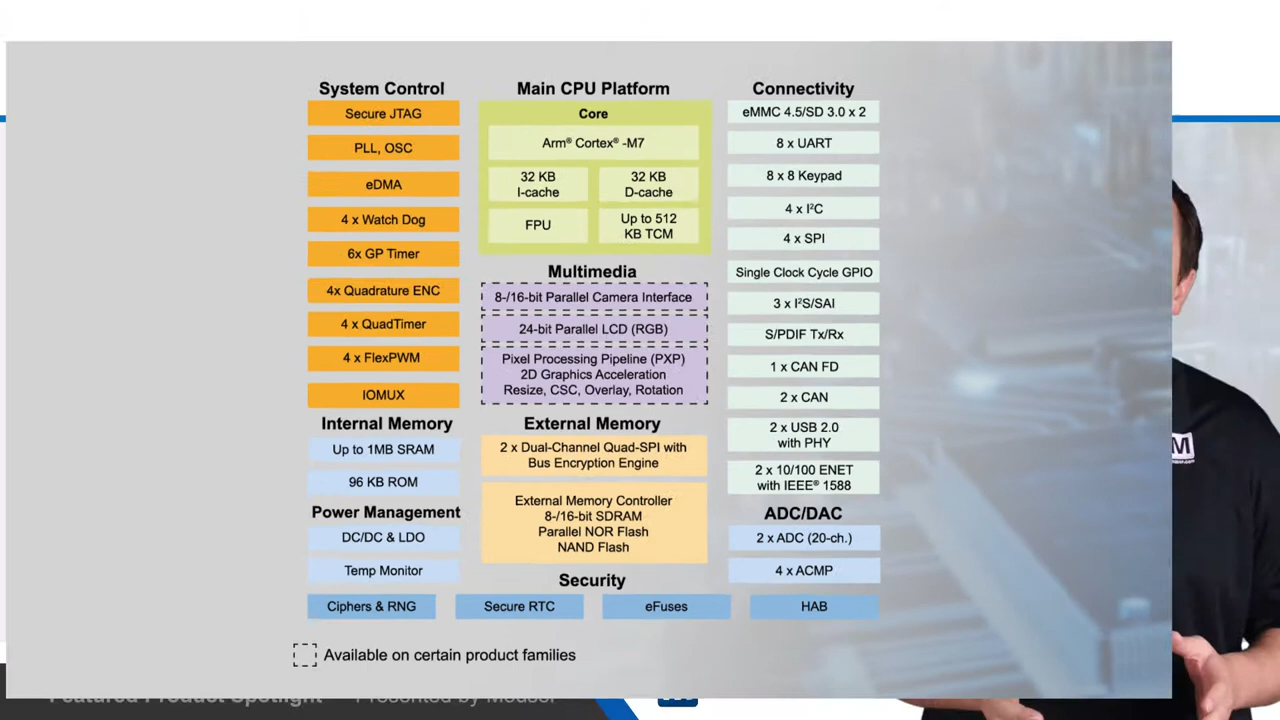 System Control
Secure JTAG
PLL, OSC
eDMA
4 x Watch Dog
6x GP Timer
4x Quadrature ENC
4 x QuadTimer
4 x FlexPWM
IOMUX
Internal Memory
Up to 1MB SRAM
96 KB ROM
Power Management
DC/DC & LDO
Temp Monitor
Main CPU Platform
Core
Arm® Cortex® -M7
32 KB
I-cache
32 KB
D-cache
FPU
Up to 512
KB TCM
Multimedia
8-/16-bit Parallel Camera Interface
24-bit Parallel LCD (RGB)
Pixel Processing Pipeline (PXP)
2D Graphics Acceleration
Resize, CSC, Overlay, Rotation
External Memory
2 x Dual-Channel Quad-SPI with
Bus Encryption Engine
External Memory Controller
8-/16-bit SDRAM
Parallel NOR Flash
NAND Flash
Connectivity
eMMC 4.5/SD 3.0 x 2
8 x UART
8 x 8 Keypad
4 x I²C
4 x SPI
Single Clock Cycle GPIO
3 x I²S/SAI
S/PDIF Tx/Rx
1 x CAN FD
2 x CAN
2 x USB 2.0
with PHY
2 x 10/100 ENET
with IEEE® 1588
ADC/DAC
2 x ADC (20-ch.)
4 x ACMP
Security
Ciphers & RNG
Secure RTC
eFuses
HAB
Available on certain product families
M
Featured Product Spotlight
Presented by Mouser